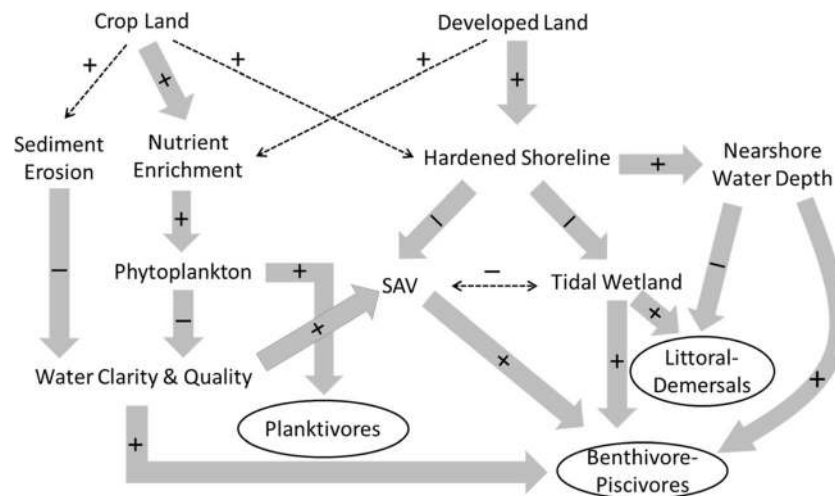 Crop Land
Developed Land
+
+
+
+
+
Sediment
Erosion
Nutrient
Enrichment
Hardened Shoreline
+
Nearshore
Water Depth
+
–
–
–
–
Phytoplankton
+
SAV
–
Tidal Wetland
–
+
+
+
+
+
Littoral-
Demersals
+
Water Clarity & Quality
+
Planktivores
Benthivore-
Piscivores